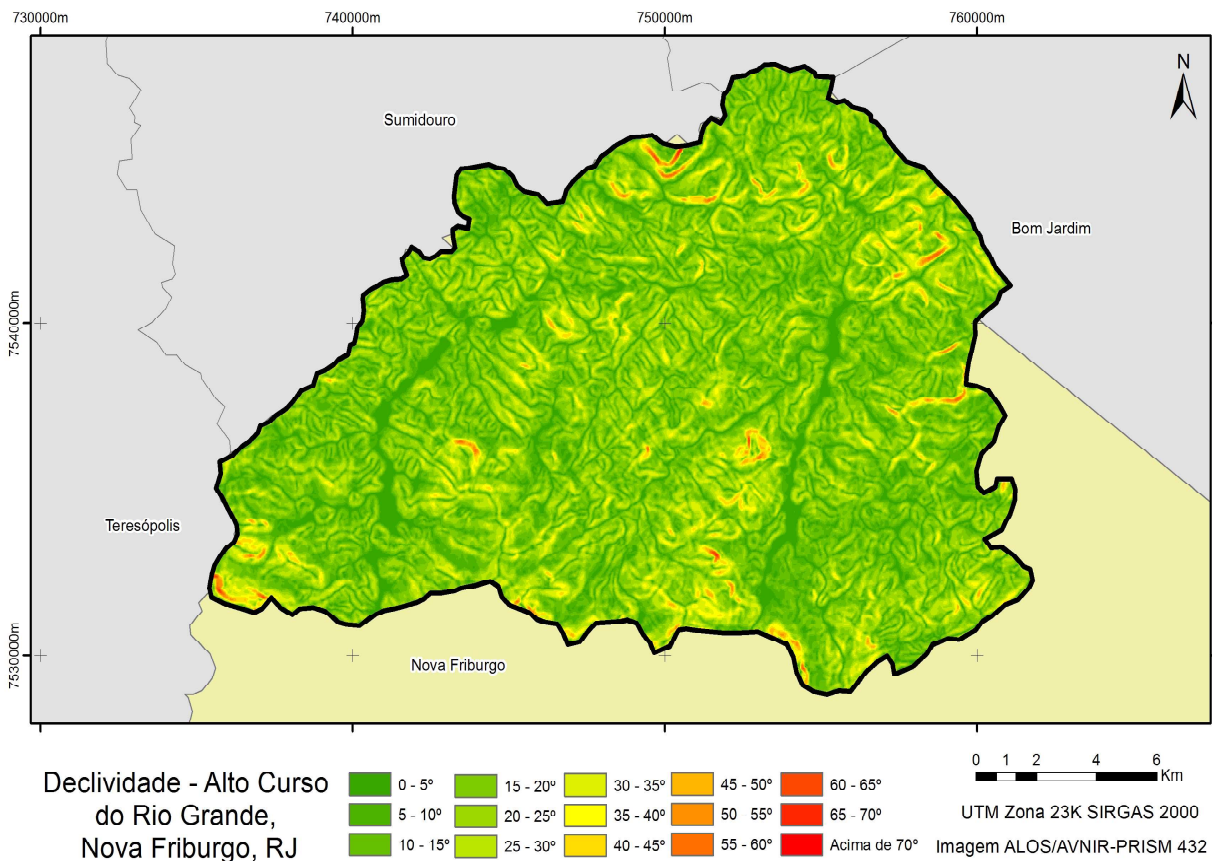 730000m 740000m 750000m 760000m
N
Sumidouro
Bom Jardim
7540000m
Teresópolis
Nova Friburgo
7530000m
Declividade - Alto Curso
do Rio Grande,
Nova Friburgo, RJ
0 - 5º 15 - 20º 30 - 35º 45 - 50º 60 - 65º
5 - 10º 20 - 25º 35 - 40º 50 55º 65 - 70º
10 - 15º 25 - 30º 40 - 45º 55 - 60º Acima de 70º
0 1 2 4 6
Km
UTM Zona 23K SIRGAS 2000
Imagem ALOS/AVNIR-PRISM 432